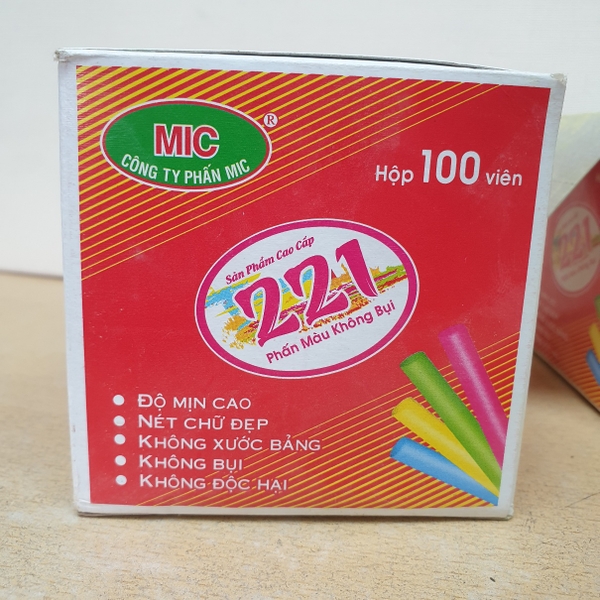 MIC ®
CÔNG TY PHẤN MIC
Hộp 100 viên
Sản Phẩm Cao Cấp
221
Phấn Màu Không Bụi
ĐỘ MỊN CAO
NÉT CHỮ ĐẸP
KHÔNG XƯỚC BẢNG
KHÔNG BỤI
KHÔNG ĐỘC HẠI
221